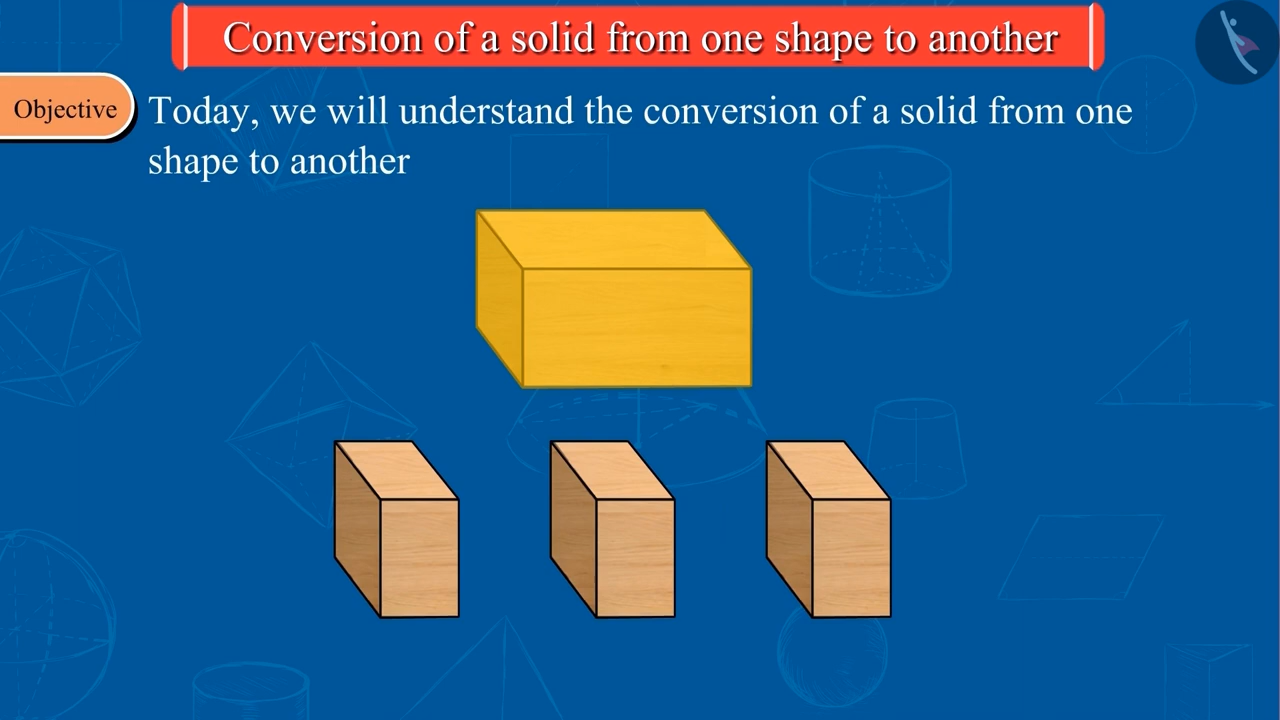 Conversion of a solid from one shape to another
Objective
Today, we will understand the conversion of a solid from one
shape to another